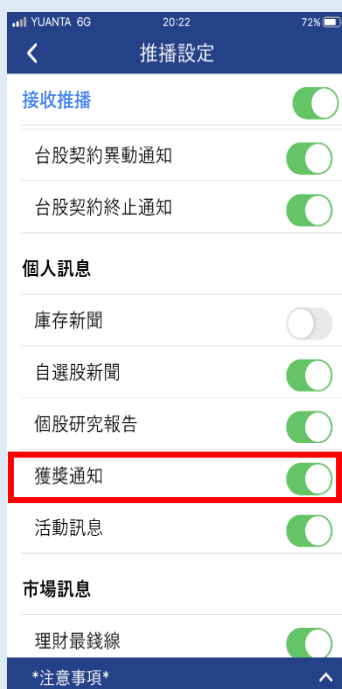 YUANTA 6G 20:22 72%
推播設定
接收推播
台股契約異動通知
台股契約終止通知
個人訊息
庫存新聞
自選股新聞
個股研究報告
獲獎通知
活動訊息
市場訊息
理財最錢線
*注意事項*